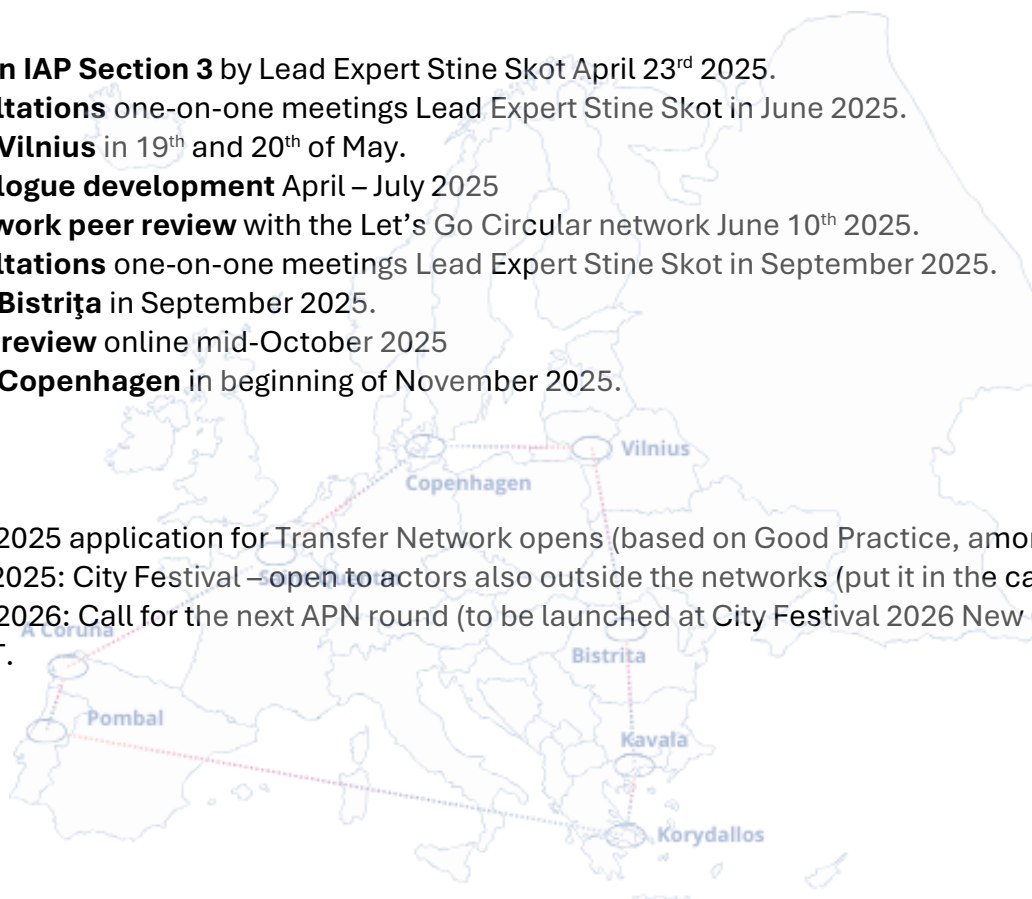 n IAP Section 3 by Lead Expert Stine Skot April 23rd 2025.
ltations one-on-one meetings Lead Expert Stine Skot in June 2025.
Vilnius in 19th and 20th of May.
logue development April – July 2025
work peer review with the Let’s Go Circular network June 10th 2025.
ltations one-on-one meetings Lead Expert Stine Skot in September 2025.
Bistriţa in September 2025.
review online mid-October 2025
Copenhagen in beginning of November 2025.
Vilnius
Copenhagen
2025 application for Transfer Network opens (based on Good Practice, amo
2025: City Festival – open to actors also outside the networks (put it in the ca
2026: Call for the next APN round (to be launched at City Festival 2026 New
A Coruña
T.
Bistrita
Pombal
Kavala
Korydallos